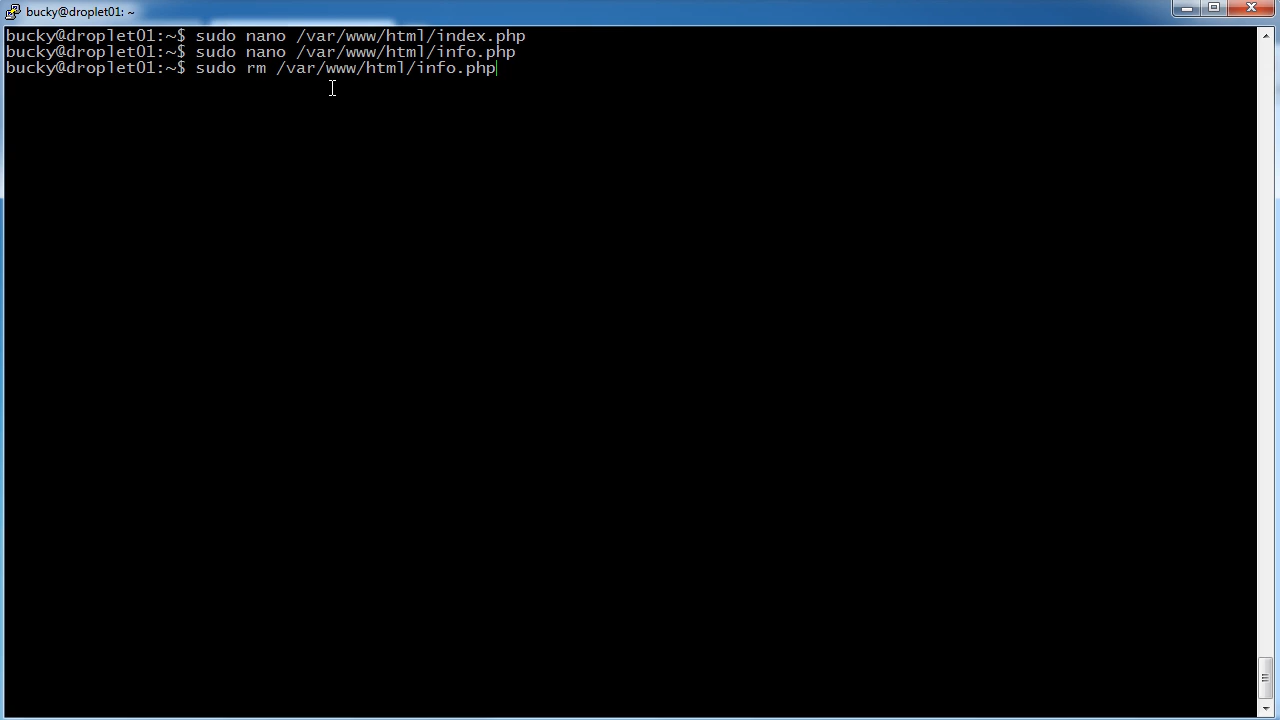 bucky@droplet01: ~
bucky@droplet01:~$ sudo nano /var/www/html/index.php
bucky@droplet01:~$ sudo nano /var/www/html/info.php
bucky@droplet01:~$ sudo rm /var/www/html/info.php